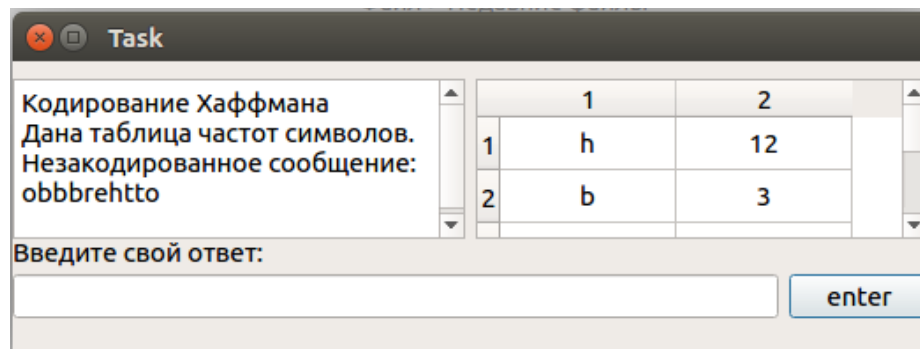 Task
Кодирование Хаффмана
Дана таблица частот символов.
Незакодированное сообщение:
obbbrehtto
1 2
1 h 12
2 b 3
Введите свой ответ:
enter